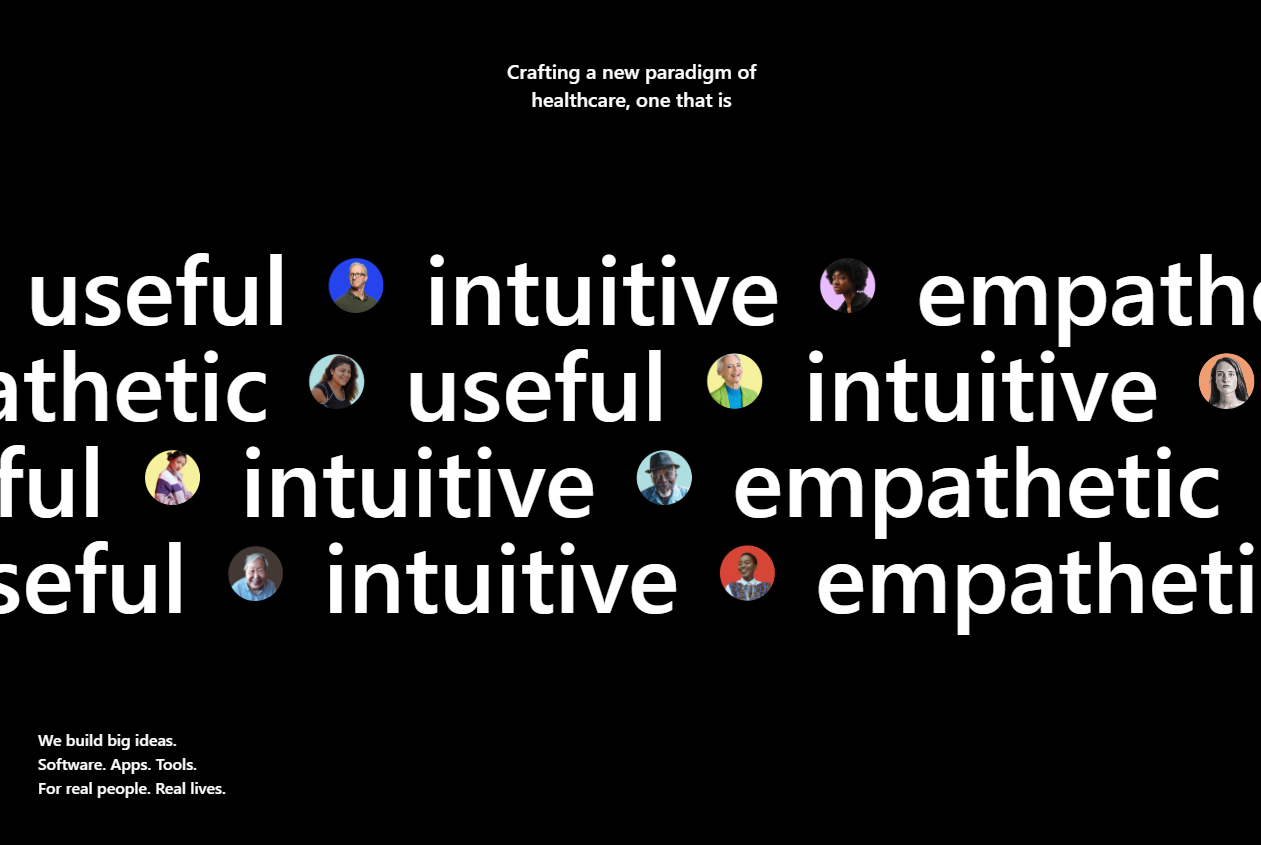 Crafting a new paradigm of
healthcare, one that is
useful intuitive empathe
athetic useful intuitive
ful intuitive empathetic
seful intuitive empatheti
We build big ideas.
Software. Apps. Tools.
For real people. Real lives.